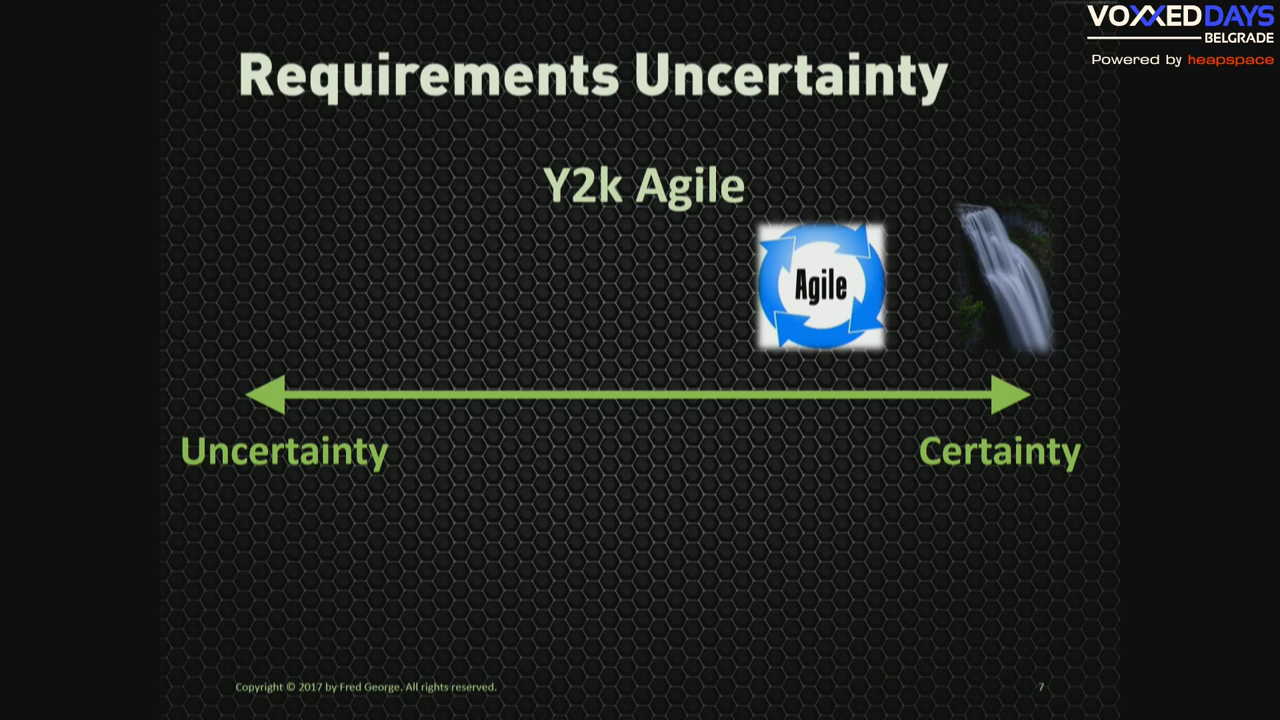 VOXXED DAYS
BELGRADE
Powered by heapspace
Requirements Uncertainty
Y2k Agile
Agile
Uncertainty
Certainty
Copyright © 2017 by Fred George. All rights reserved.
7